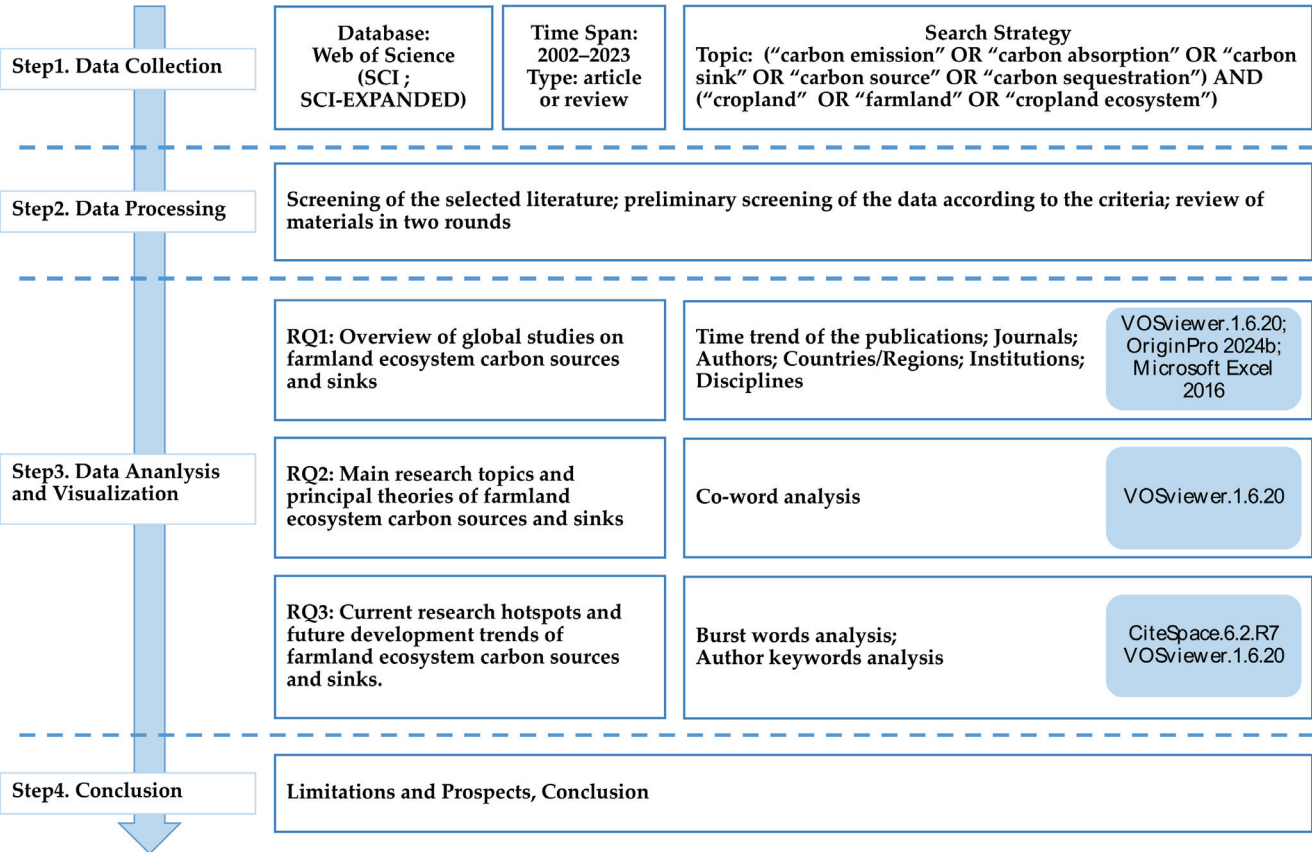 Step1. Data Collection
Database:
Web of Science
(SCI ;
SCI-EXPANDED)
Time Span:
2002–2023
Type: article
or review
Search Strategy
Topic: (“carbon emission” OR “carbon absorption” OR “carbon
sink” OR “carbon source” OR “carbon sequestration”) AND
(“cropland” OR “farmland” OR “cropland ecosystem”)
Step2. Data Processing
Screening of the selected literature; preliminary screening of the data according to the criteria; review of
materials in two rounds
Step3. Data Ananlysis
and Visualization
RQ1: Overview of global studies on
farmland ecosystem carbon sources
and sinks
Time trend of the publications; Journals;
Authors; Countries/Regions; Institutions;
Disciplines
VOSviewer.1.6.20;
OriginPro 2024b;
Microsoft Excel
2016
RQ2: Main research topics and
principal theories of farmland
ecosystem carbon sources and sinks
Co-word analysis
VOSviewer.1.6.20
RQ3: Current research hotspots and
future development trends of
farmland ecosystem carbon sources
and sinks.
Burst words analysis;
Author keywords analysis
CiteSpace.6.2.R7
VOSviewer.1.6.20
Step4. Conclusion
Limitations and Prospects, Conclusion